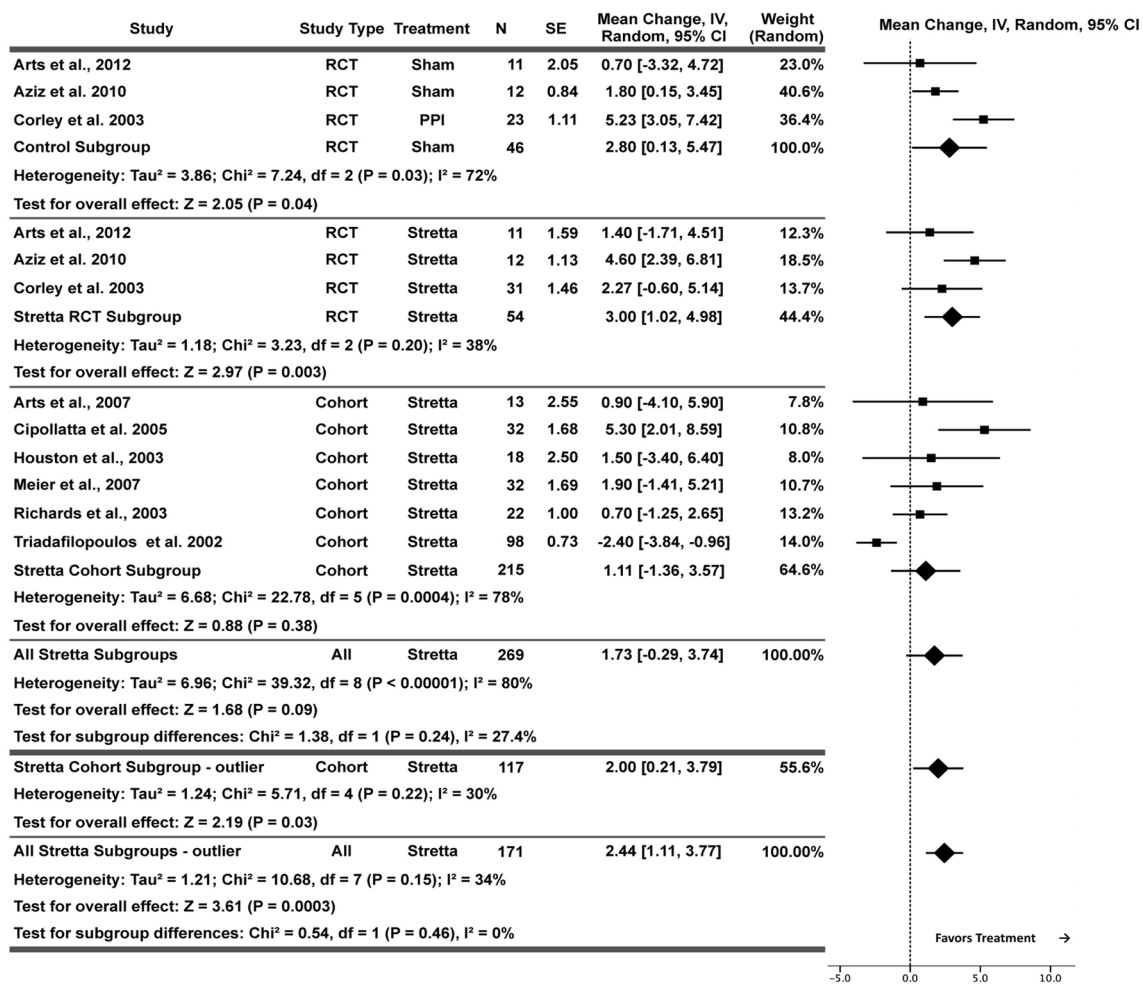 Study Study Type Treatment N SE Mean Change, IV, Random, 95% CI Weight (Random) Mean Change, IV, Random, 95% CI
Arts et al., 2012 RCT Sham 11 2.05 0.70 [-3.32, 4.72] 23.0%
Aziz et al. 2010 RCT Sham 12 0.84 1.80 [0.15, 3.45] 40.6%
Corley et al. 2003 RCT PPI 23 1.11 5.23 [3.05, 7.42] 36.4%
Control Subgroup RCT Sham 46 2.80 [0.13, 5.47] 100.0%
Heterogeneity: Tau² = 3.86; Chi² = 7.24, df = 2 (P = 0.03); I² = 72%
Test for overall effect: Z = 2.05 (P = 0.04)
Arts et al., 2012 RCT Stretta 11 1.59 1.40 [-1.71, 4.51] 12.3%
Aziz et al. 2010 RCT Stretta 12 1.13 4.60 [2.39, 6.81] 18.5%
Corley et al. 2003 RCT Stretta 31 1.46 2.27 [-0.60, 5.14] 13.7%
Stretta RCT Subgroup RCT Stretta 54 3.00 [1.02, 4.98] 44.4%
Heterogeneity: Tau² = 1.18; Chi² = 3.23, df = 2 (P = 0.20); I² = 38%
Test for overall effect: Z = 2.97 (P = 0.003)
Arts et al., 2007 Cohort Stretta 13 2.55 0.90 [-4.10, 5.90] 7.8%
Cipollatta et al. 2005 Cohort Stretta 32 1.68 5.30 [2.01, 8.59] 10.8%
Houston et al., 2003 Cohort Stretta 18 2.50 1.50 [-3.40, 6.40] 8.0%
Meier et al., 2007 Cohort Stretta 32 1.69 1.90 [-1.41, 5.21] 10.7%
Richards et al., 2003 Cohort Stretta 22 1.00 0.70 [-1.25, 2.65] 13.2%
Triadafilopoulos et al. 2002 Cohort Stretta 98 0.73 -2.40 [-3.84, -0.96] 14.0%
Stretta Cohort Subgroup Cohort Stretta 215 1.11 [-1.36, 3.57] 64.6%
Heterogeneity: Tau² = 6.68; Chi² = 22.78, df = 5 (P = 0.0004); I² = 78%
Test for overall effect: Z = 0.88 (P = 0.38)
All Stretta Subgroups All Stretta 269 1.73 [-0.29, 3.74] 100.00%
Heterogeneity: Tau² = 6.96; Chi² = 39.32, df = 8 (P < 0.00001); I² = 80%
Test for overall effect: Z = 1.68 (P = 0.09)
Test for subgroup differences: Chi² = 1.38, df = 1 (P = 0.24), I² = 27.4%
Stretta Cohort Subgroup - outlier Cohort Stretta 117 2.00 [0.21, 3.79] 55.6%
Heterogeneity: Tau² = 1.24; Chi² = 5.71, df = 4 (P = 0.22); I² = 30%
Test for overall effect: Z = 2.19 (P = 0.03)
All Stretta Subgroups - outlier All Stretta 171 2.44 [1.11, 3.77] 100.00%
Heterogeneity: Tau² = 1.21; Chi² = 10.68, df = 7 (P = 0.15); I² = 34%
Test for overall effect: Z = 3.61 (P = 0.0003)
Test for subgroup differences: Chi² = 0.54, df = 1 (P = 0.46), I² = 0%
Favors Treatment →
-5.0 0.0 5.0 10.0